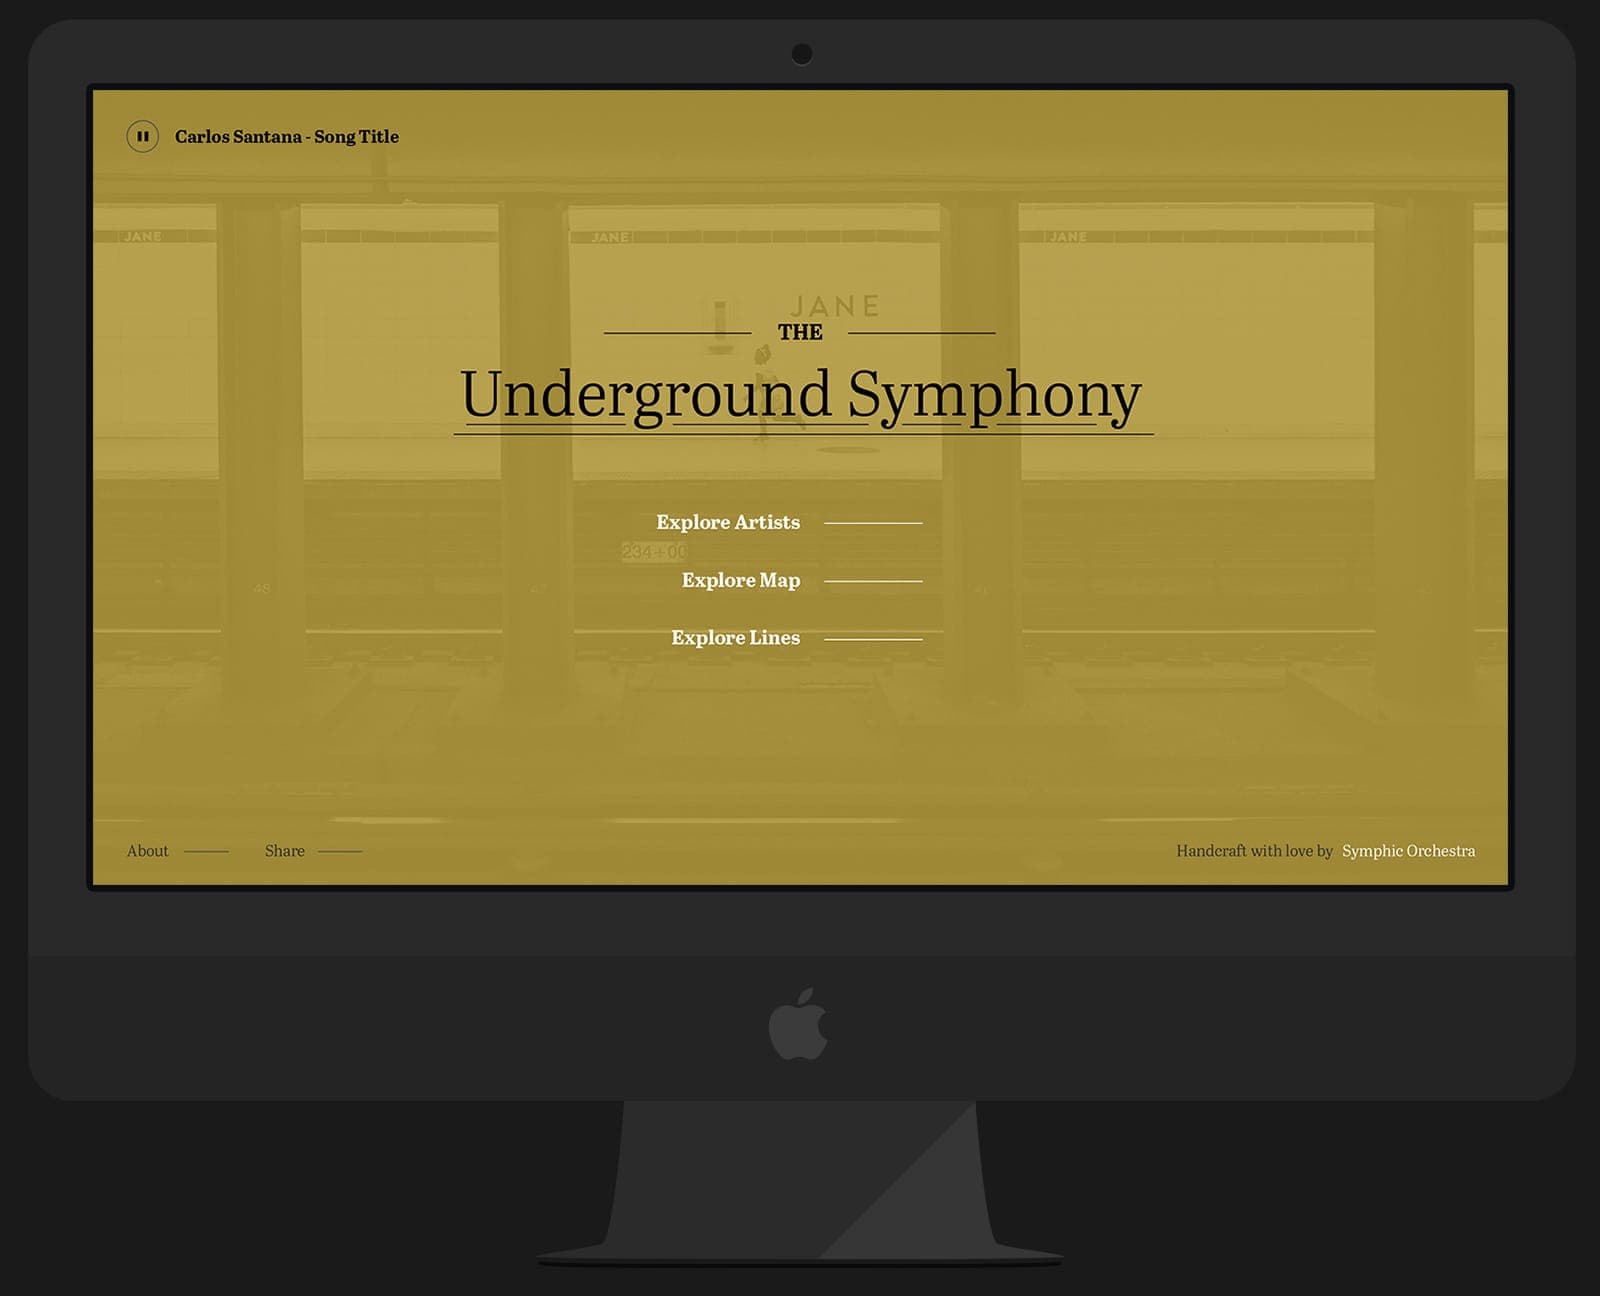 Carlos Santana - Song Title
JANE
JANE
JANE
JANE
THE
Underground Symphony
Explore Artists
234+00
Explore Map
48
Explore Lines
About
Share
Handcraft with love by Symphic Orchestra